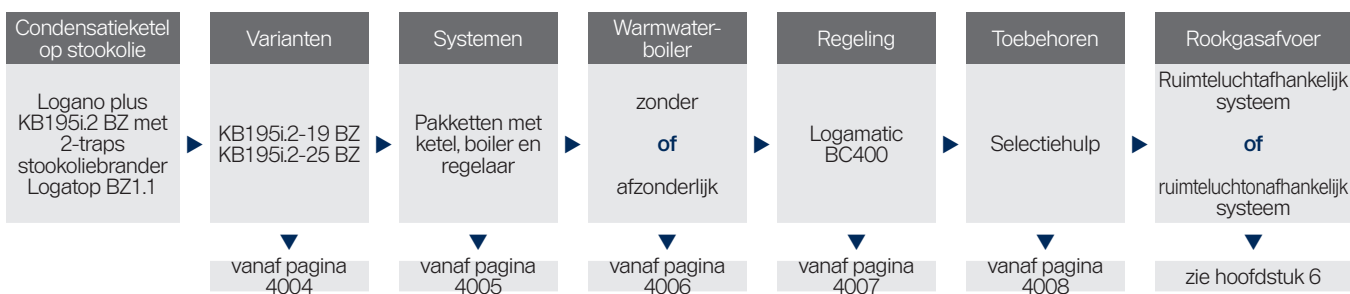 Condensatieketel
op stookolie
Logano plus
KB195i.2 BZ met
2-traps
stookoliebrander
Logatop BZ1.1
Varianten
KB195i.2-19 BZ
KB195i.2-25 BZ
vanaf pagina
4004
Systemen
Pakketten met
ketel, boiler en
regelaar
vanaf pagina
4005
Warmwater-
boiler
zonder
of
afzonderlijk
vanaf pagina
4006
Regeling
Logamatic
BC400
vanaf pagina
4007
Toebehoren
Selectiehulp
vanaf pagina
4008
Rookgasafvoer
Ruimteluchtafhankelijk
systeem
of
ruimteluchtonafhankelijk
systeem
zie hoofdstuk 6